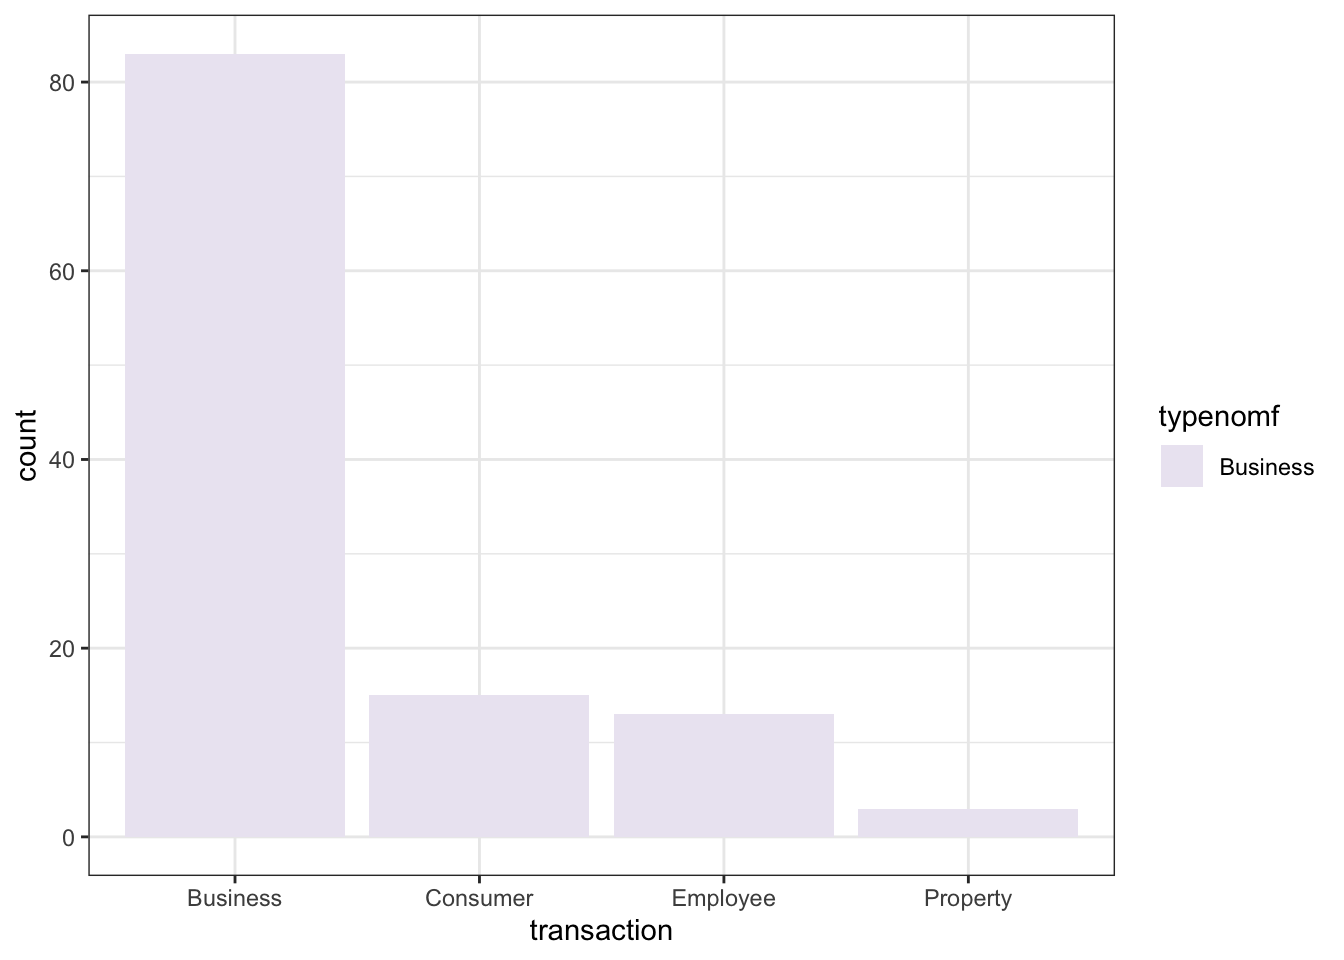 80
60
40
20
0
count
Business Consumer Employee Property
transaction
typenomf
Business